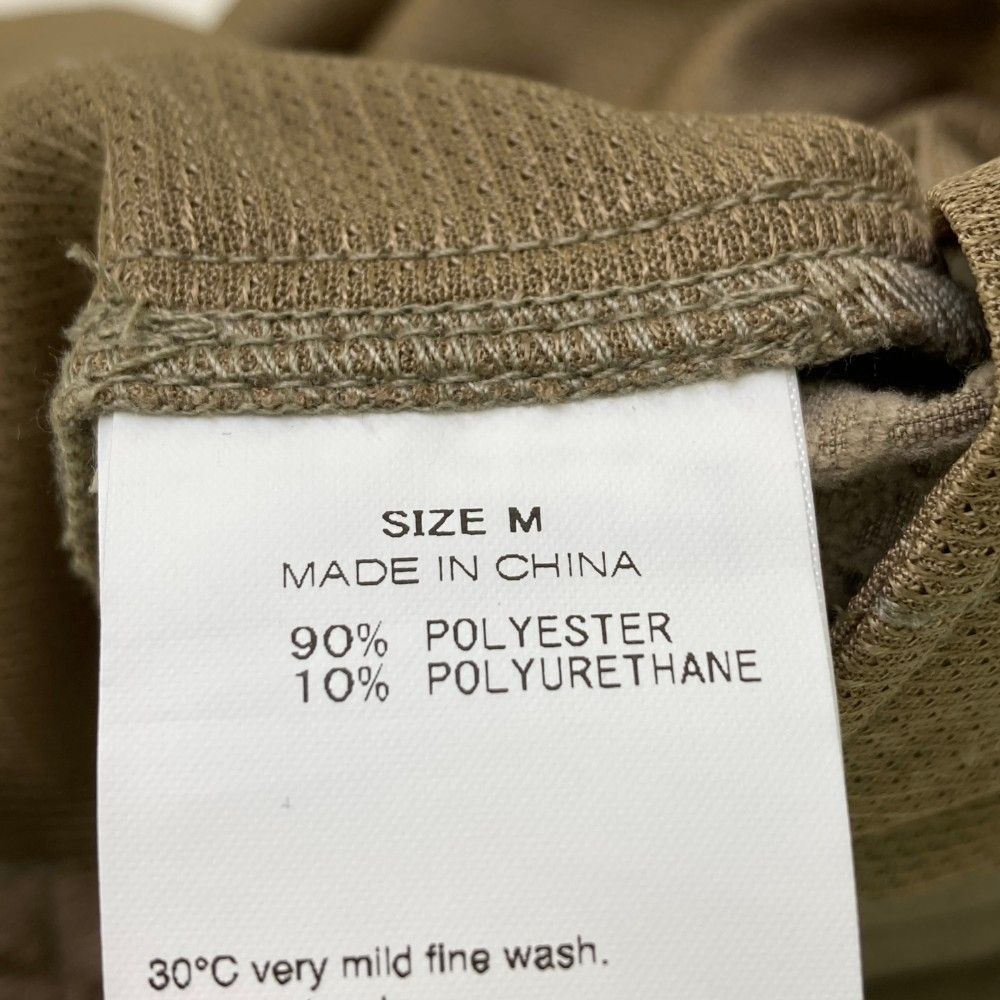 SIZE M
MADE IN CHINA
90% POLYESTER
10% POLYURETHANE
30°C very mild fine wash.